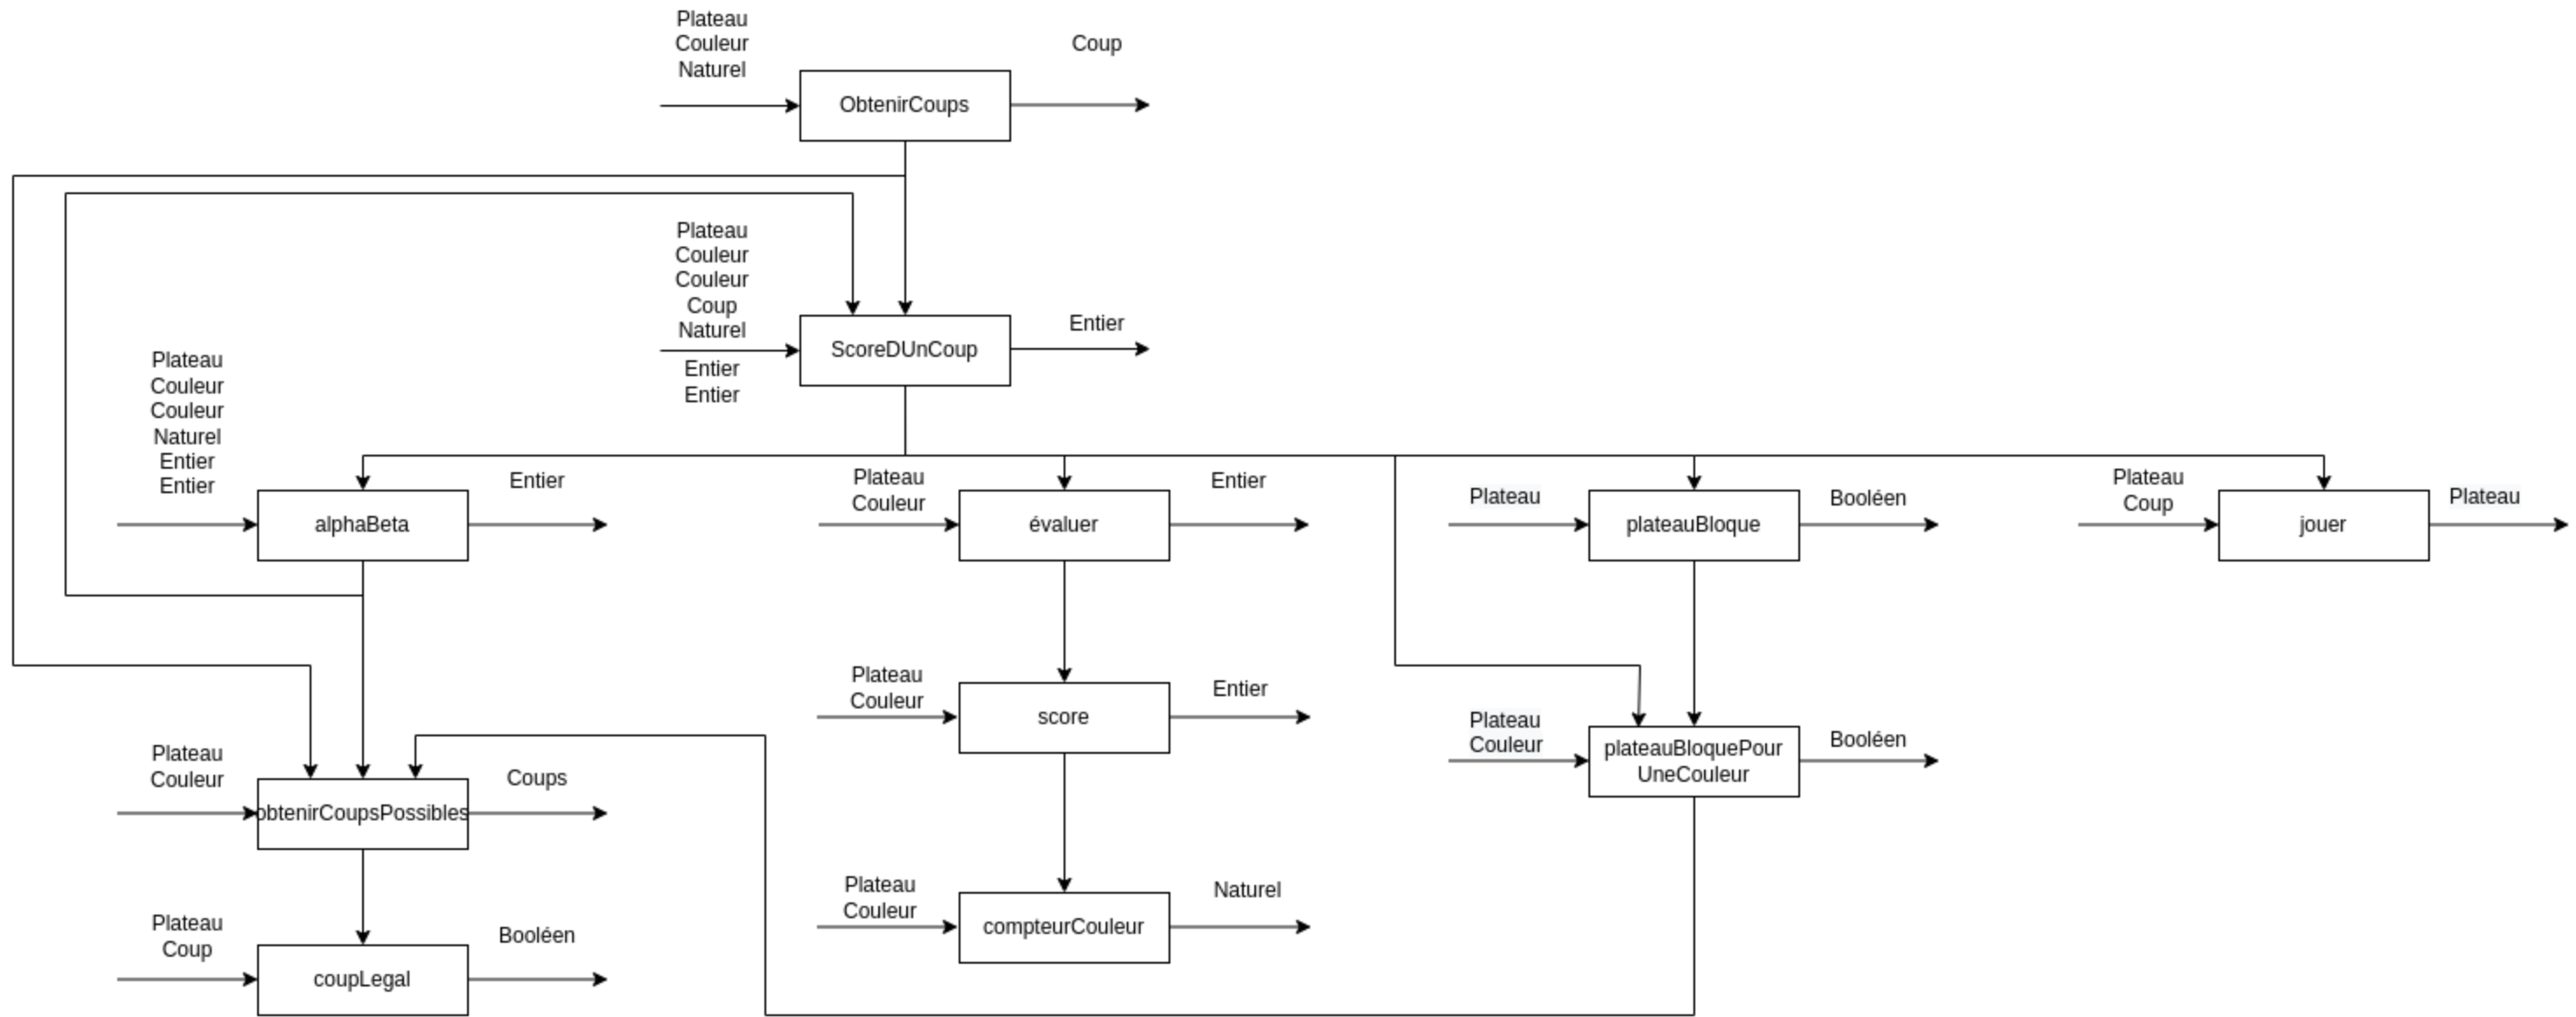 Plateau
Couleur
Naturel
Coup
ObtenirCoups
Plateau
Couleur
Couleur
Coup
Naturel
Entier
Entier
Entier
ScoreDUnCoup
Plateau
Couleur
Couleur
Naturel
Entier
Entier
Entier
alphaBeta
Plateau
Couleur
Entier
évaluer
Plateau
Booléen
plateauBloque
Plateau
Coup
Plateau
jouer
Plateau
Couleur
Entier
score
Plateau
Couleur
Booléen
plateauBloquePour
UneCouleur
Plateau
Couleur
Coups
obtenirCoupsPossibles
Plateau
Couleur
Naturel
compteurCouleur
Plateau
Coup
Booléen
coupLegal